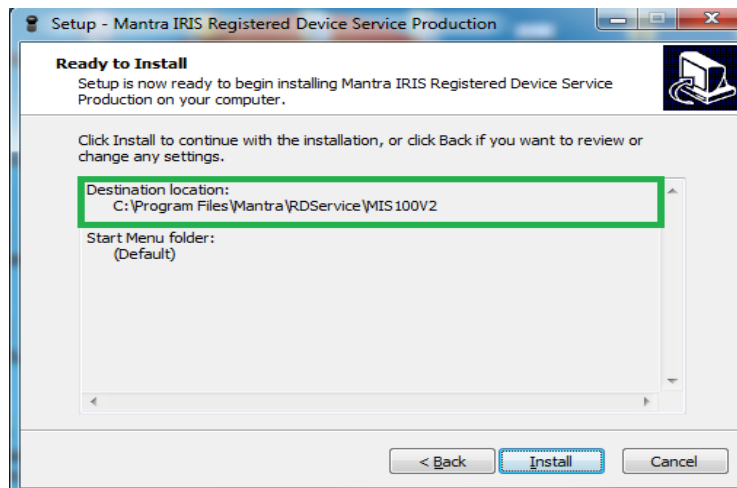 Setup - Mantra IRIS Registered Device Service Production
Ready to Install
Setup is now ready to begin installing Mantra IRIS Registered Device Service
Production on your computer.
Click Install to continue with the installation, or click Back if you want to review or
change any settings.
Destination location:
C:\Program Files\Mantra\RDService\MIS100V2
Start Menu folder:
(Default)
< Back
Install
Cancel